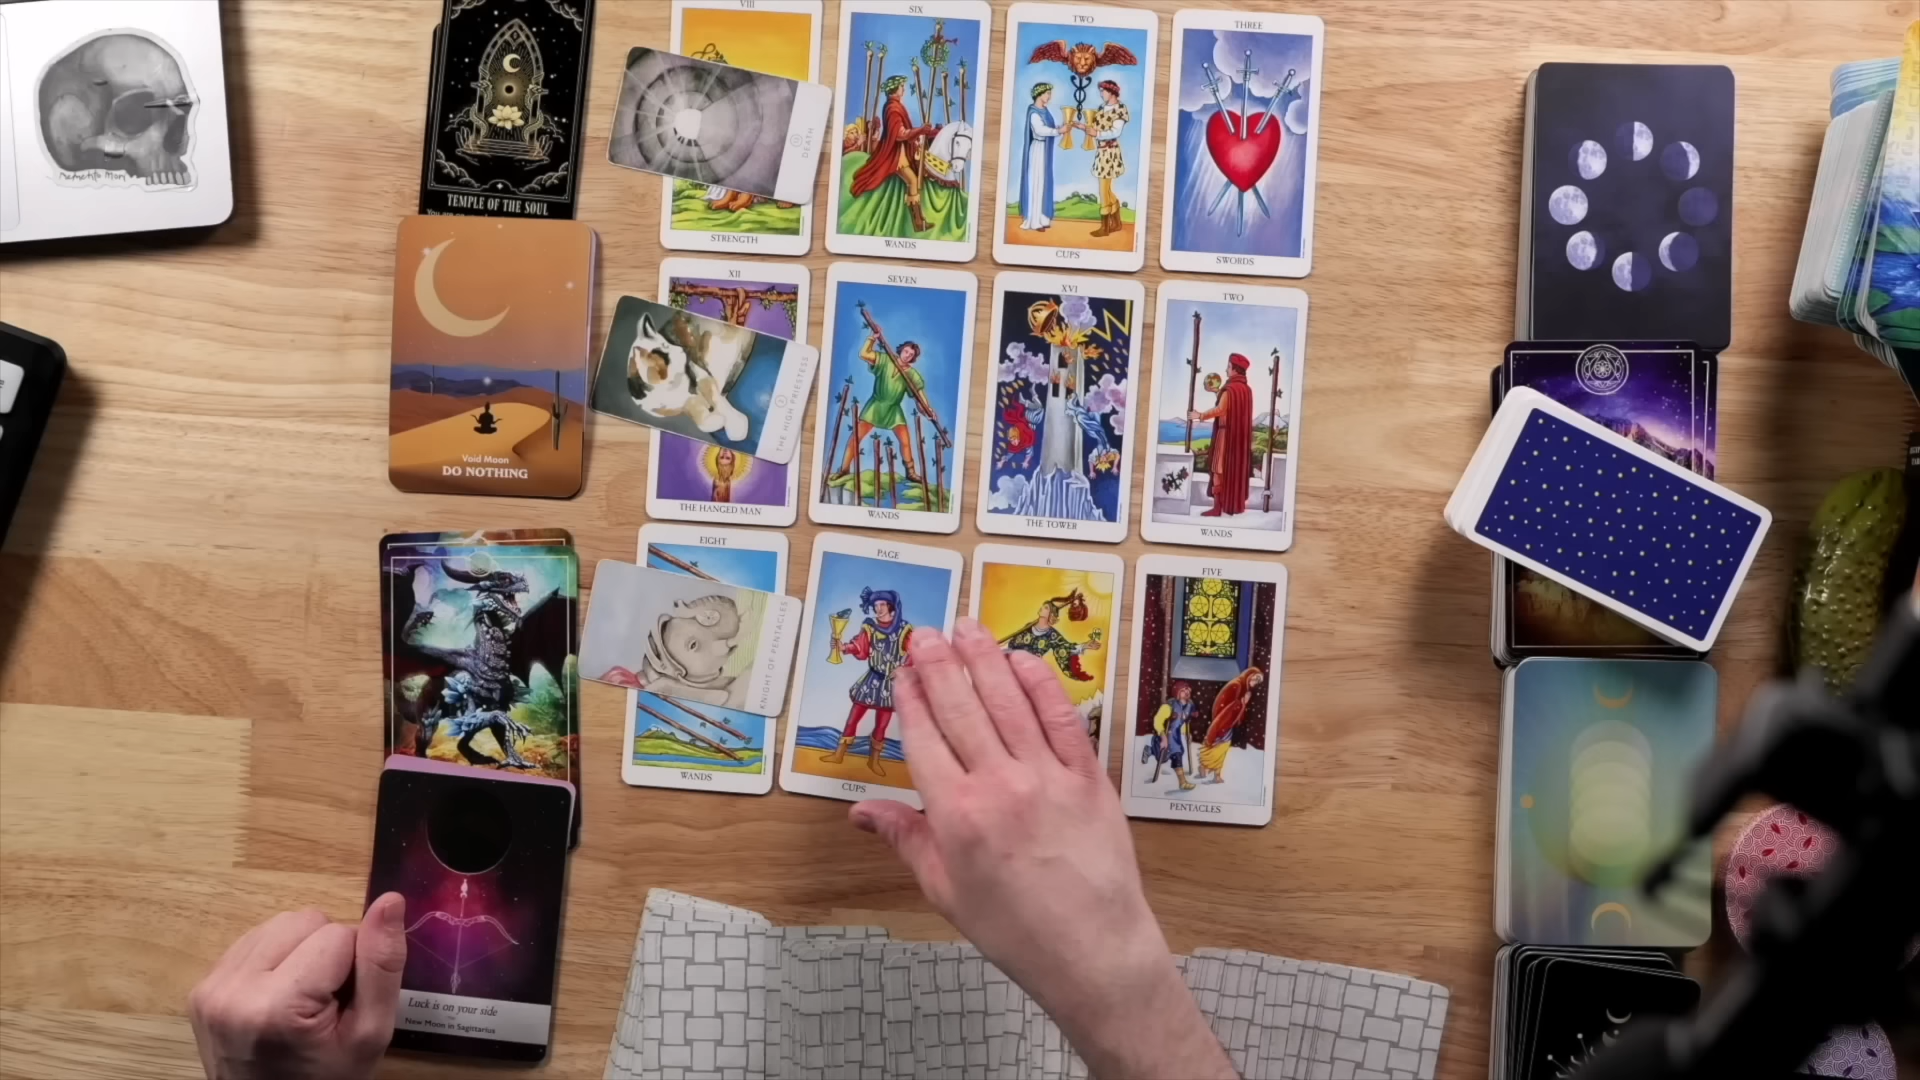 Memento Mori
TEMPLE OF THE SOUL
VIII
STRENGTH
DEATH
SIX
WANDS
TWO
CUPS
THREE
SWORDS
Void Moon
DO NOTHING
XII
THE HANGED MAN
THE HIGH PRIESTESS
SEVEN
WANDS
XVI
THE TOWER
TWO
WANDS
EIGHT
WANDS
KNIGHT OF PENTACLES
PAGE
CUPS
0
FIVE
PENTACLES
Luck is on your side
New Moon in Sagittarius